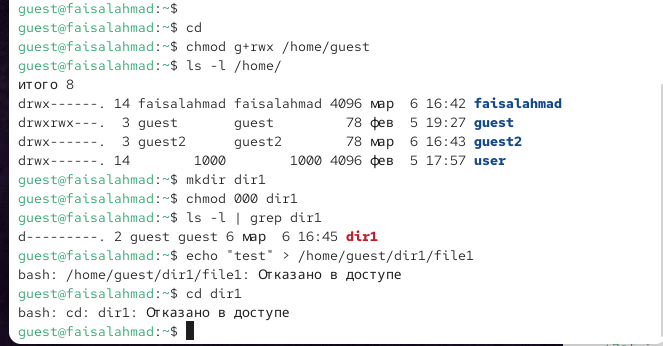 guest@faisalahmad:~$
guest@faisalahmad:~$ cd
guest@faisalahmad:~$ chmod g+rwx /home/guest
guest@faisalahmad:~$ ls -l /home/
итого 8
drwx------. 14 faisalahmad faisalahmad 4096 мар  6 16:42 faisalahmad
drwxrwx---.  3 guest       guest         78 фев  5 19:27 guest
drwx------.  3 guest2      guest2        78 мар  6 16:43 guest2
drwx------. 14        1000        1000 4096 фев  5 17:57 user
guest@faisalahmad:~$ mkdir dir1
guest@faisalahmad:~$ chmod 000 dir1
guest@faisalahmad:~$ ls -l | grep dir1
d---------. 2 guest guest 6 мар  6 16:45 dir1
guest@faisalahmad:~$ echo "test" > /home/guest/dir1/file1
bash: /home/guest/dir1/file1: Отказано в доступе
guest@faisalahmad:~$ cd dir1
bash: cd: dir1: Отказано в доступе
guest@faisalahmad:~$